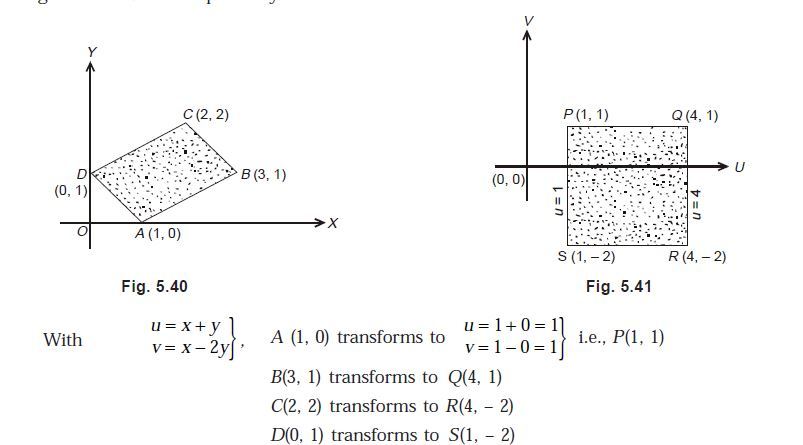 Y
C (2, 2)
D
(0, 1)
B (3, 1)
O
A (1, 0)
X
Fig. 5.40
V
P (1, 1)
Q (4, 1)
(0, 0)
U
u = 1
u = 4
S (1, – 2)
R (4, – 2)
Fig. 5.41
With u = x + y
v = x – 2y}, A (1, 0) transforms to u = 1 + 0 = 1
v = 1 – 0 = 1} i.e., P(1, 1)
B(3, 1) transforms to Q(4, 1)
C(2, 2) transforms to R(4, – 2)
D(0, 1) transforms to S(1, – 2)